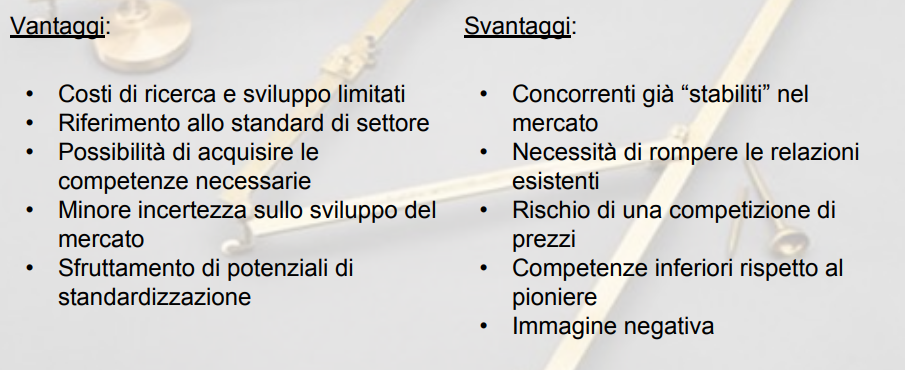 Vantaggi:
• Costi di ricerca e sviluppo limitati
• Riferimento allo standard di settore
• Possibilità di acquisire le
competenze necessarie
• Minore incertezza sullo sviluppo del
mercato
• Sfruttamento di potenziali di
standardizzazione
Svantaggi:
• Concorrenti già “stabiliti” nel
mercato
• Necessità di rompere le relazioni
esistenti
• Rischio di una competizione di
prezzi
• Competenze inferiori rispetto al
pioniere
• Immagine negativa